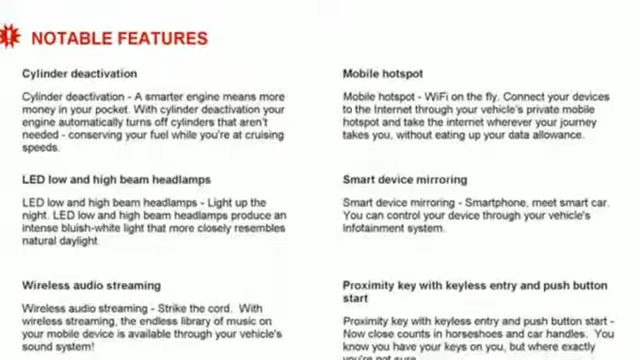 NOTABLE FEATURES
Cylinder deactivation
Cylinder deactivation - A smarter engine means more
money in your pocket. With cylinder deactivation your
engine automatically turns off cylinders that aren't
needed - conserving your fuel while you're at cruising
speeds.
LED low and high beam headlamps
LED low and high beam headlamps - Light up the
night. LED low and high beam headlamps produce an
intense bluish-white light that more closely resembles
natural daylight.
Wireless audio streaming
Wireless audio streaming - Strike the cord. With
wireless streaming, the endless library of music on
your mobile device is available through your vehicle's
sound system!
Mobile hotspot
Mobile hotspot - WiFi on the fly. Connect your devices
to the Internet through your vehicle's private mobile
hotspot and take the internet wherever your journey
takes you, without eating up your data allowance.
Smart device mirroring
Smart device mirroring - Smartphone, meet smart car.
You can control your device through your vehicle's
infotainment system.
Proximity key with keyless entry and push button
start
Proximity key with keyless entry and push button start -
Now close counts in horseshoes and car handles. You
know you have your keys on you, but where exactly
you're not sure